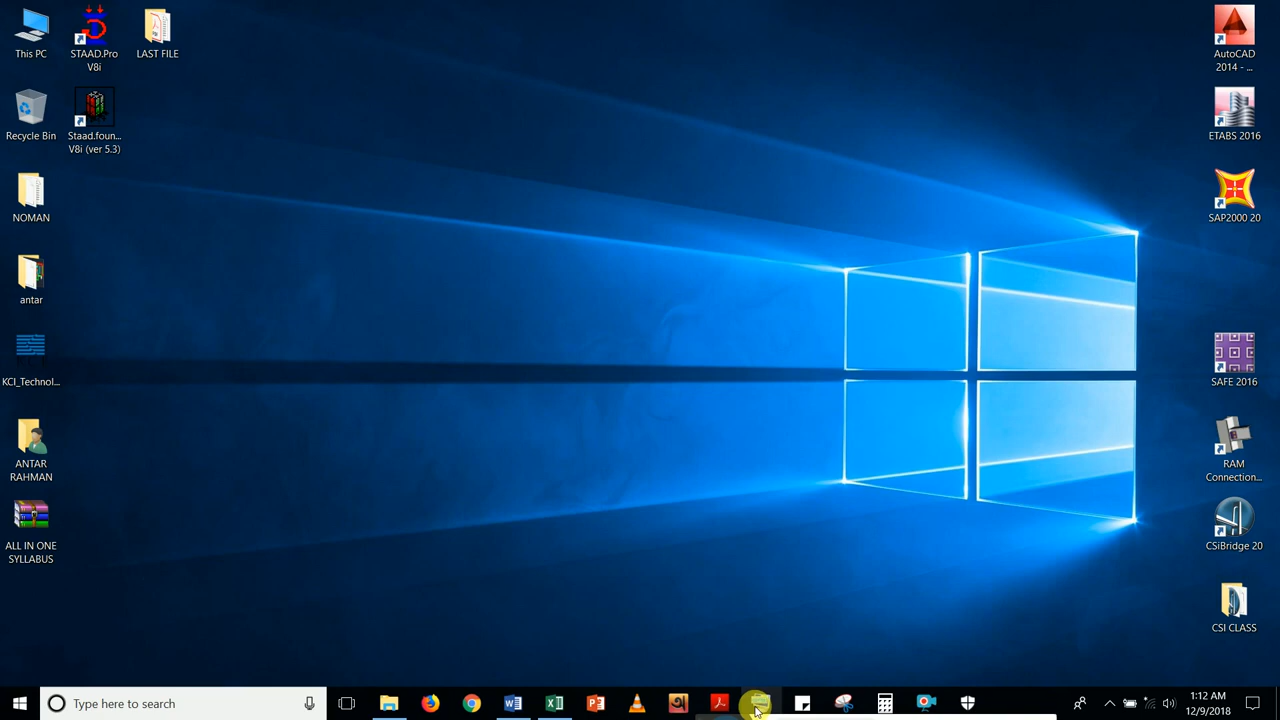 This PC
STAAD.Pro
V8i
LAST FILE
Recycle Bin
Staad.foun...
V8i (ver 5.3)
NOMAN
antar
KCI_Technol...
ANTAR
RAHMAN
ALL IN ONE
SYLLABUS
AutoCAD
2014 - ...
ETABS 2016
SAP2000 20
SAFE 2016
RAM
Connection...
CSiBridge 20
CSI CLASS
Type here to search
1:12 AM
12/9/2018